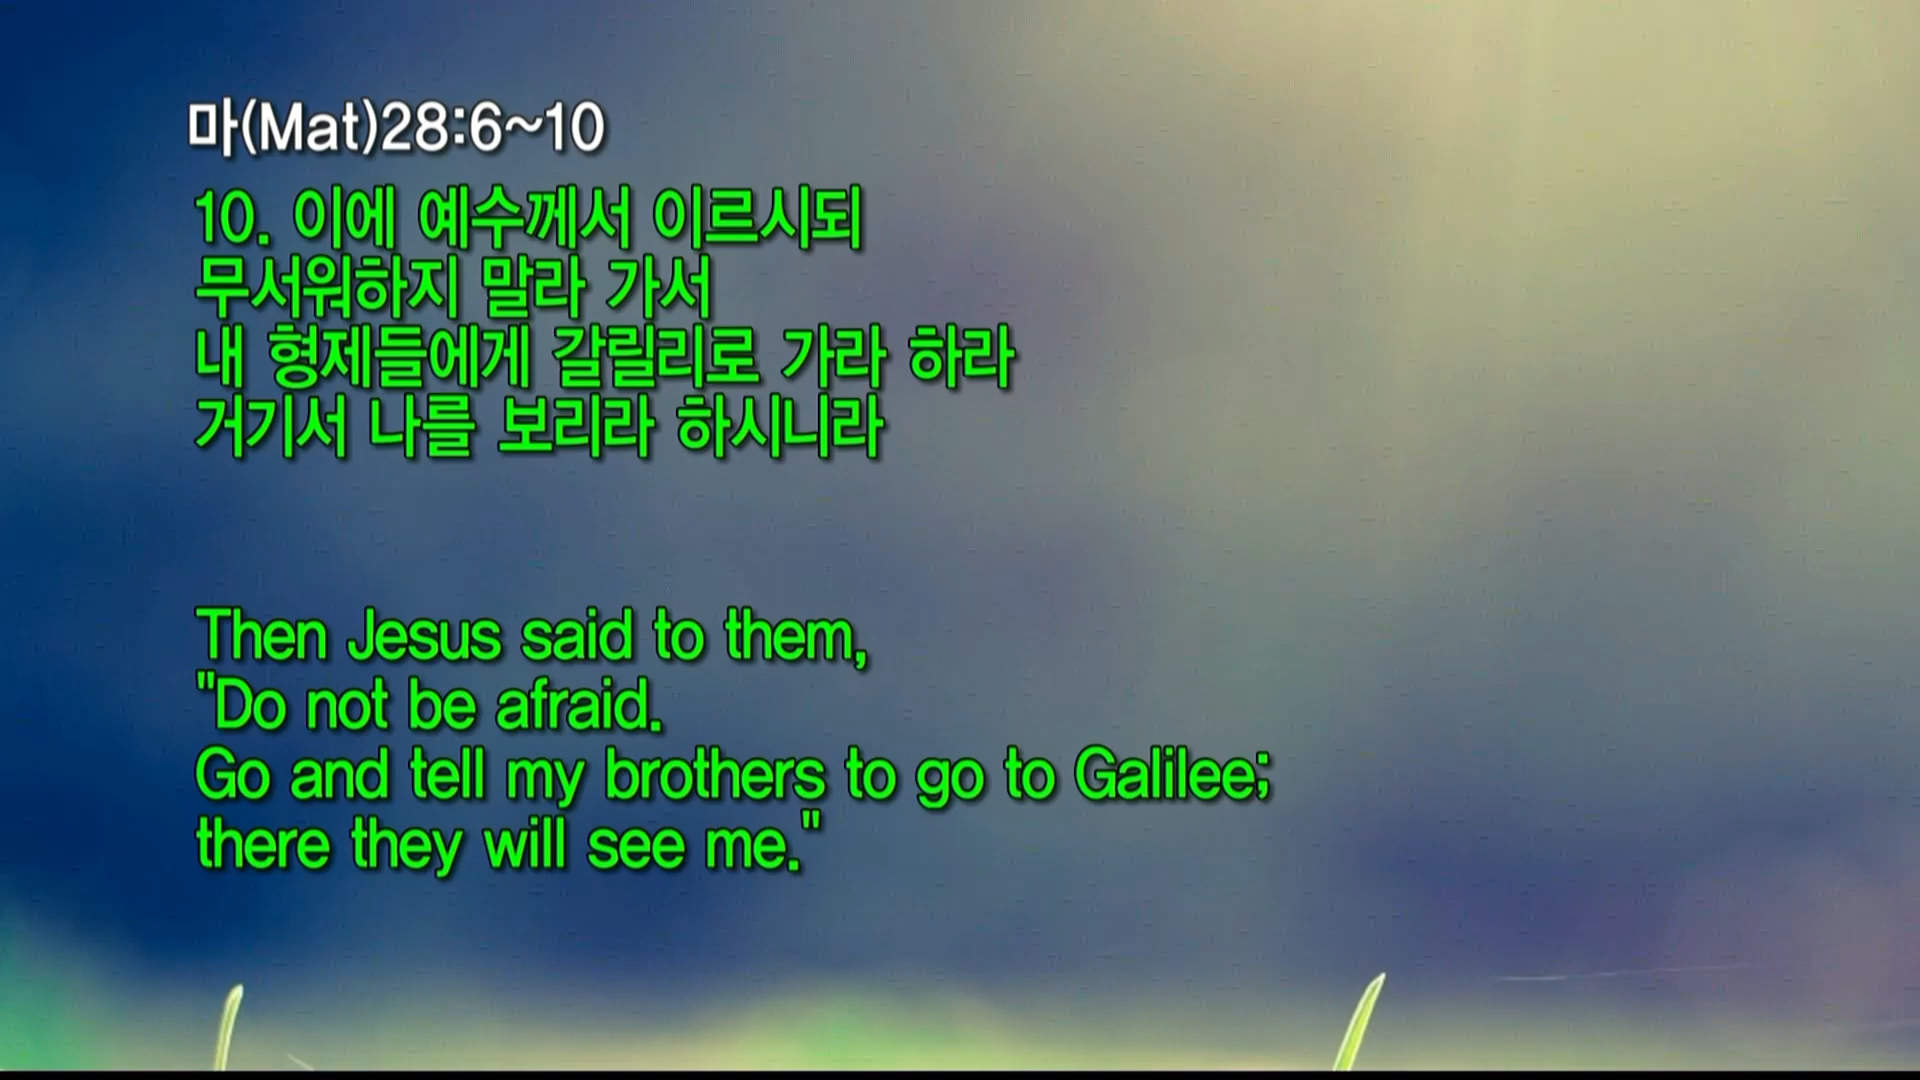 마(Mat)28:6~10
10. 이에 예수께서 이르시되
무서워하지 말라 가서
내 형제들에게 갈릴리로 가라 하라
거기서 나를 보리라 하시니라
Then Jesus said to them,
"Do not be afraid.
Go and tell my brothers to go to Galilee;
there they will see me."